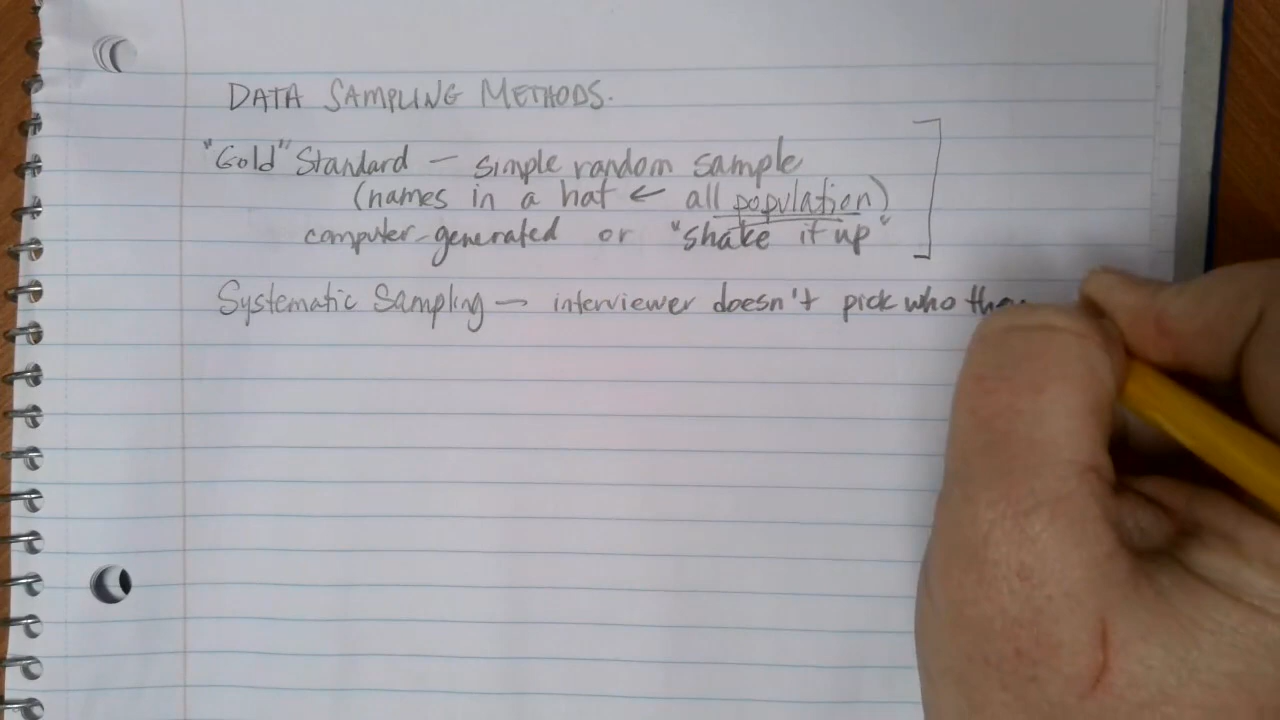 DATA SAMPLING METHODS.
"Gold" Standard - simple random sample
(names in a hat ← all population)
computer-generated or "shake it up"
Systematic Sampling → interviewer doesn't pick who